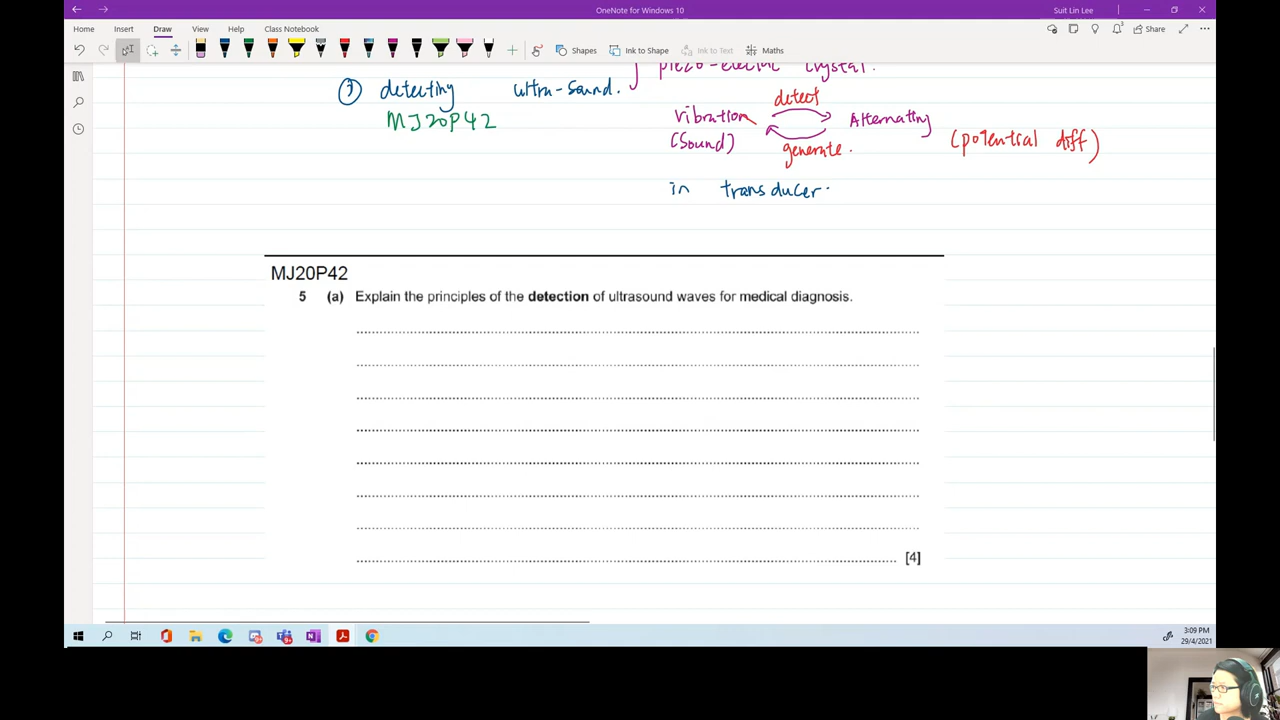 OneNote for Windows 10
Suit Lin Lee
Home Insert Draw View Help Class Notebook
Share
Shapes Ink to Shape Ink to Text Maths
piezo-electric crystal.
③ detecting ultra-sound.
MJ20P42
detect
vibration Alternating
(sound) (potential diff)
generate.
in transducer.
MJ20P42
5 (a) Explain the principles of the detection of ultrasound waves for medical diagnosis.
[4]
3:09 PM
29/4/2021